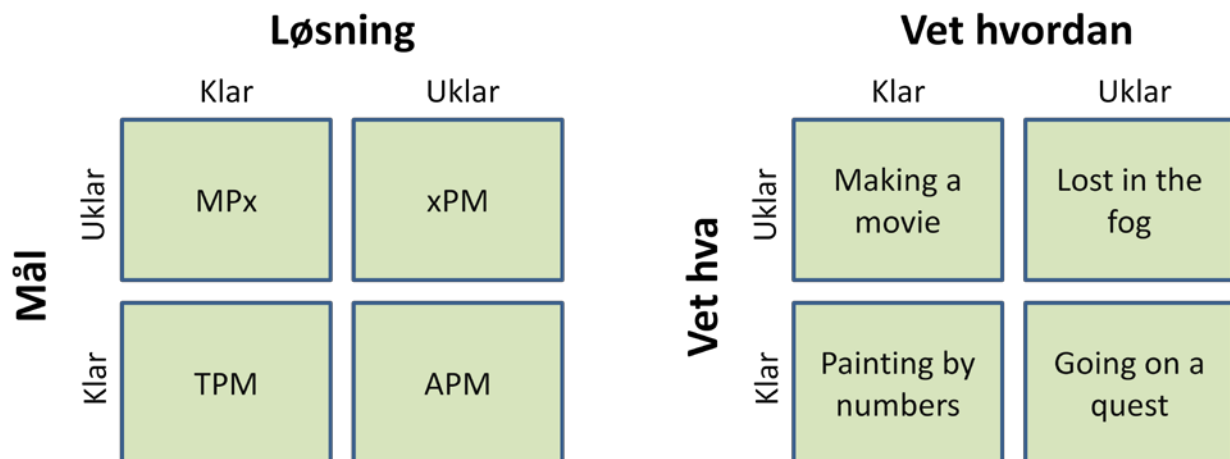 Løsning
Klar
Uklar
Mål
Uklar
MPx
xPM
Klar
TPM
APM
Vet hvordan
Klar
Uklar
Vet hva
Uklar
Making a
movie
Lost in the
fog
Klar
Painting by
numbers
Going on a
quest